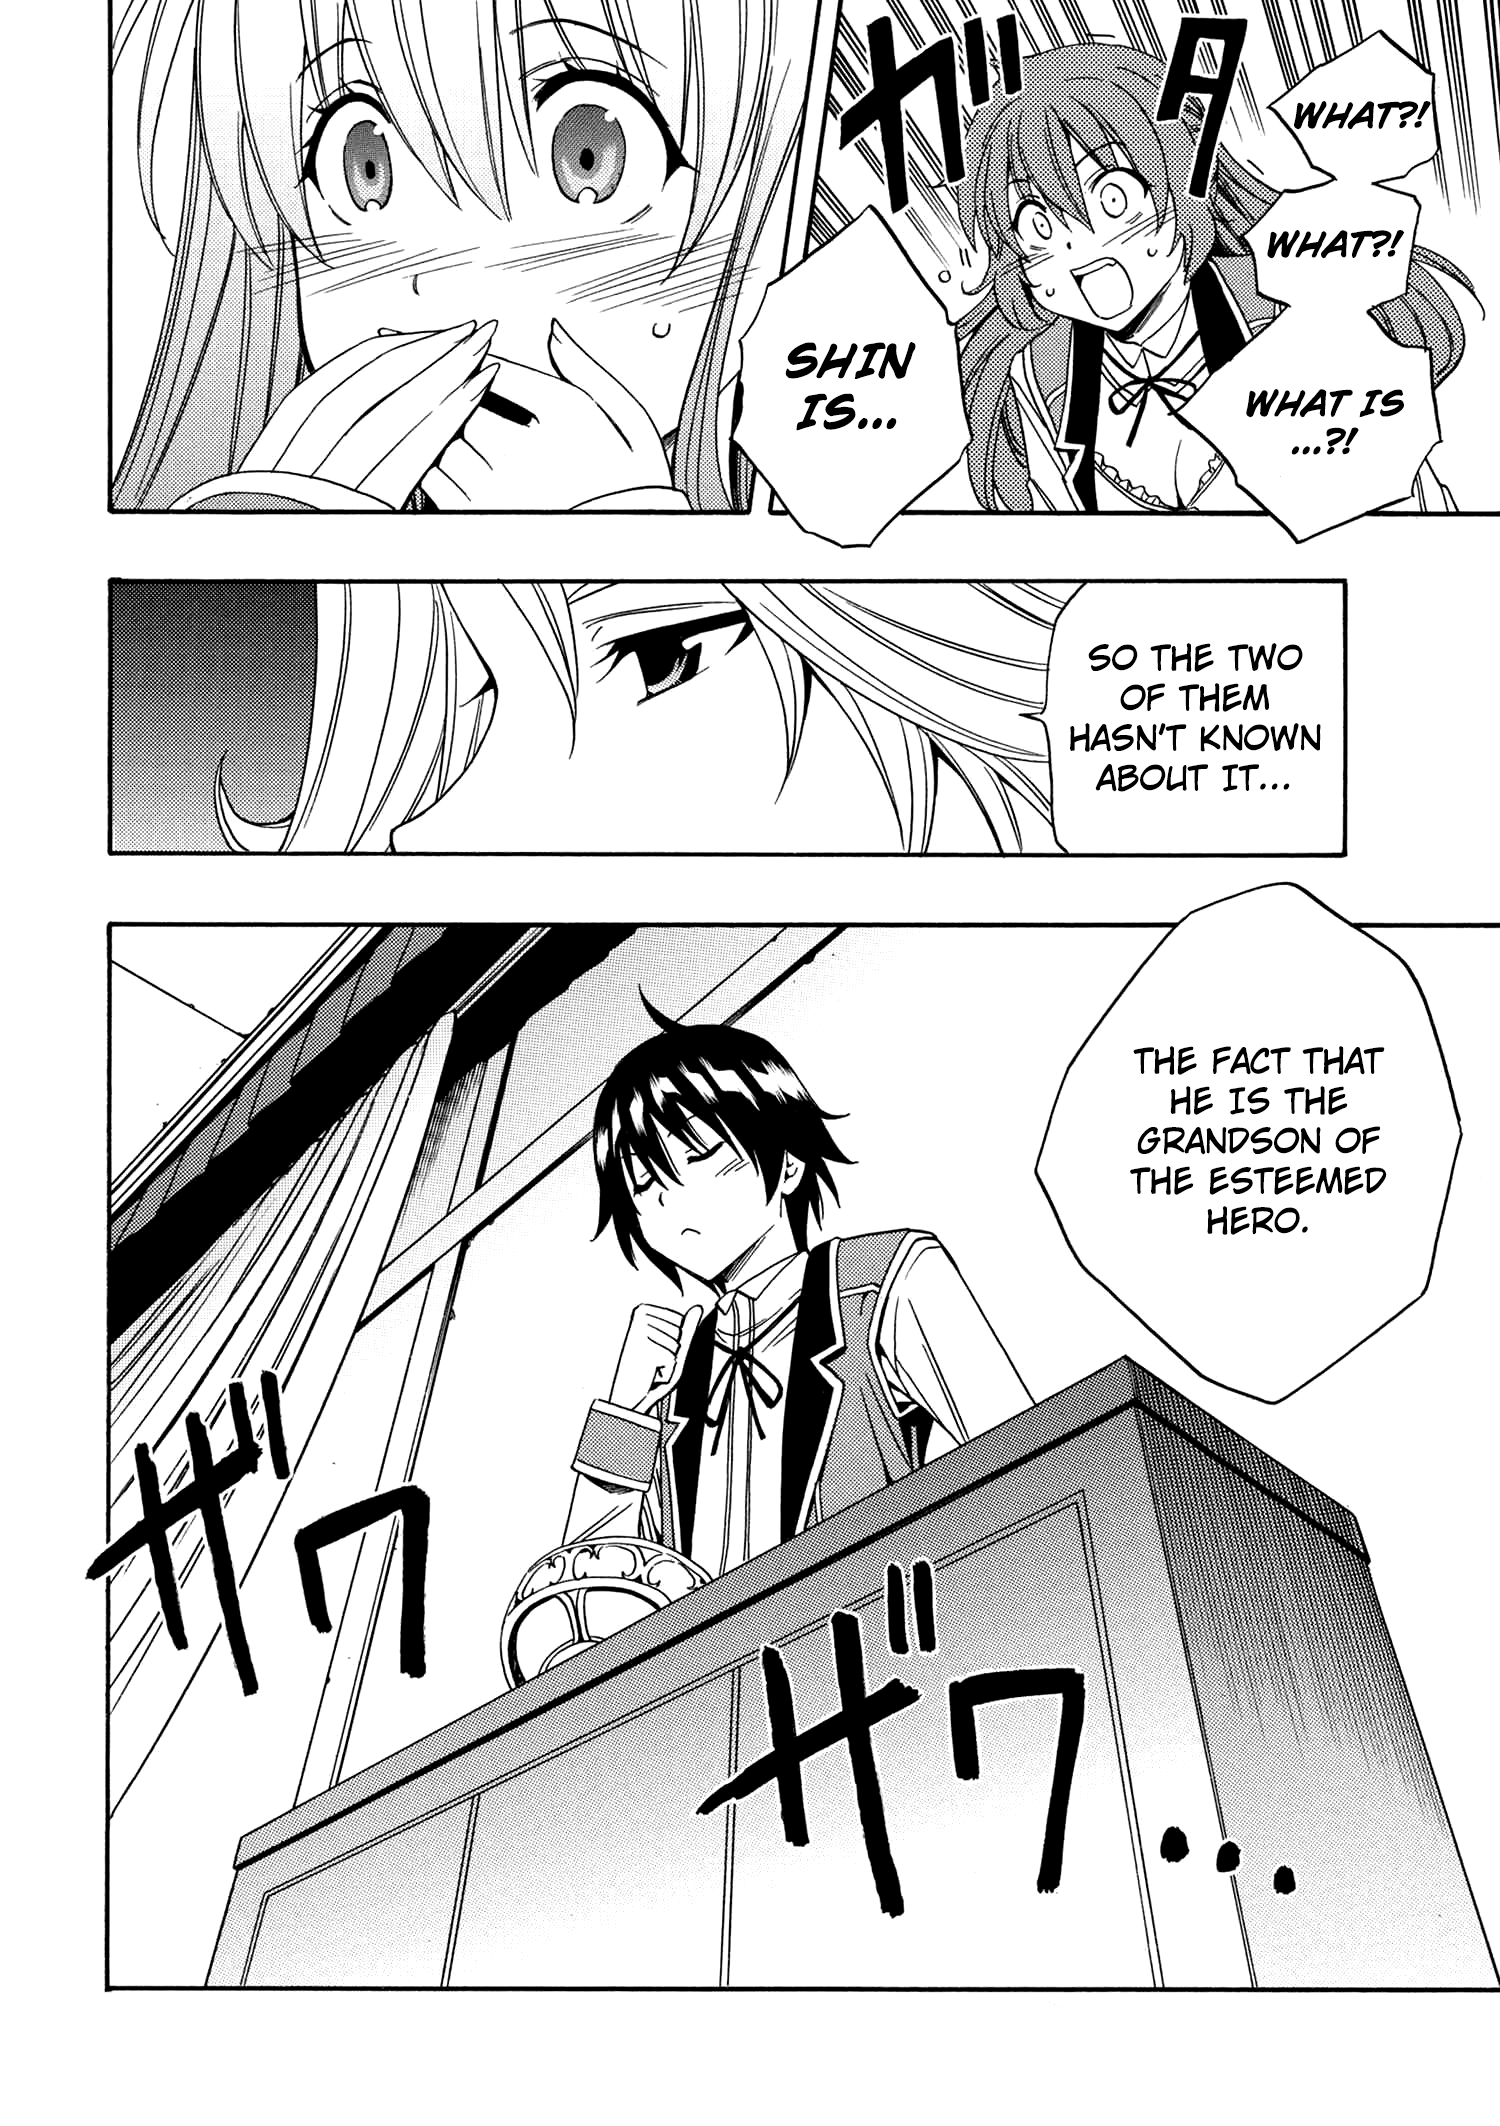 WHAT?!
WHAT?!
WHAT IS
...?!
ガタ
SHIN
IS...
SO THE TWO
OF THEM
HASN'T KNOWN
ABOUT IT...
THE FACT THAT
HE IS THE
GRANDSON OF
THE ESTEEMED
HERO.
ザワ
ザワ...